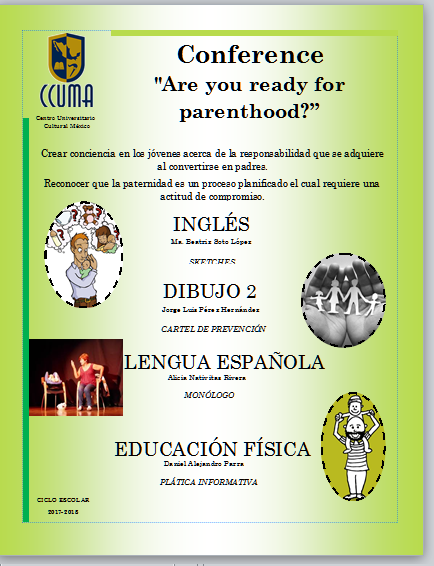 CCUMA
Centro Universitario
Cultural México
Conference
"Are you ready for
parenthood?”
Crear conciencia en los jóvenes acerca de la responsabilidad que se adquiere
al convertirse en padres.
Reconocer que la paternidad es un proceso planificado el cual requiere una
actitud de compromiso.
INGLÉS
Ma. Beatriz Soto López
SKETCHES
DIBUJO 2
Jorge Luis Pérez Hernández
CARTEL DE PREVENCIÓN
LENGUA ESPAÑOLA
Alicia Nativitas Rivera
MONÓLOGO
EDUCACIÓN FÍSICA
Daniel Alejandro Parra
PLÁTICA INFORMATIVA
CICLO ESCOLAR
2017-2018